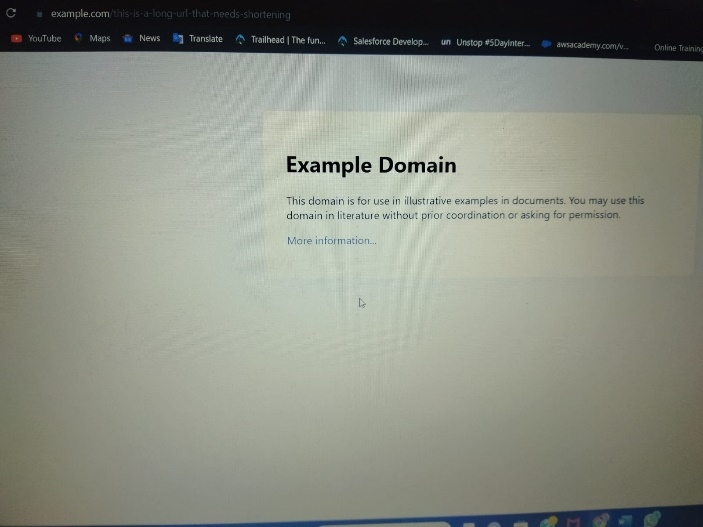 example.com/this-is-a-long-url-that-needs-shortening
YouTube Maps News Translate Trailhead | The fun... Salesforce Develop... un Unstop #5DayInter... awsacademy.com/v... Online Training
Example Domain
This domain is for use in illustrative examples in documents. You may use this
domain in literature without prior coordination or asking for permission.
More information...